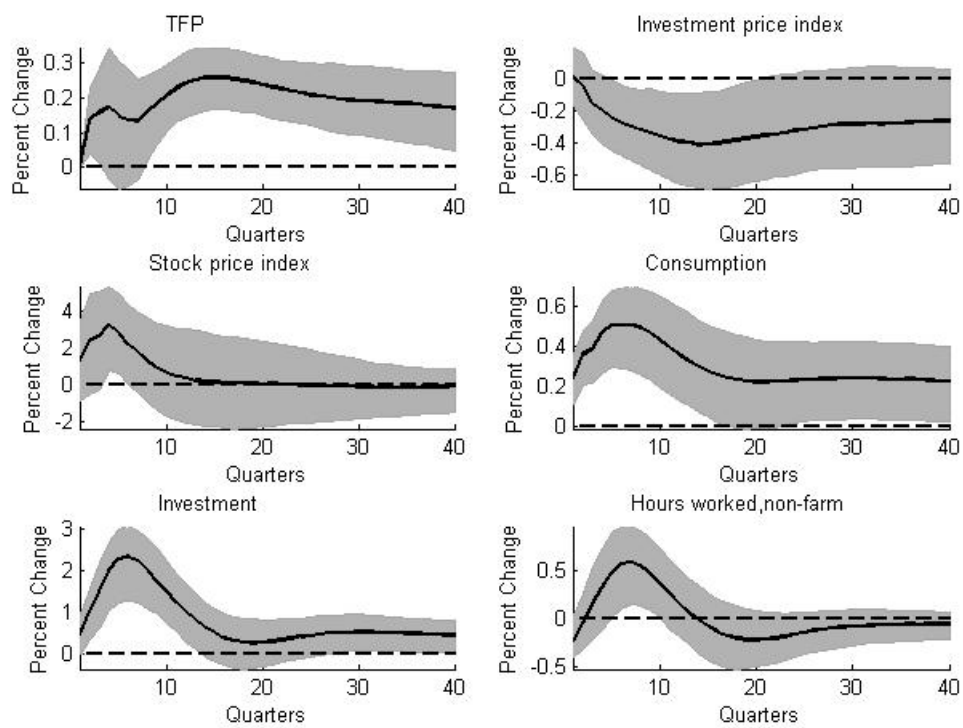 TFP
Percent Change
0.3
0.2
0.1
0
10
20
30
40
Quarters
Investment price index
Percent Change
0
-0.2
-0.4
-0.6
10
20
30
40
Quarters
Stock price index
Percent Change
4
2
0
-2
10
20
30
40
Quarters
Consumption
Percent Change
0.6
0.4
0.2
0
10
20
30
40
Quarters
Investment
Percent Change
3
2
1
0
10
20
30
40
Quarters
Hours worked,non-farm
Percent Change
0.5
0
-0.5
10
20
30
40
Quarters